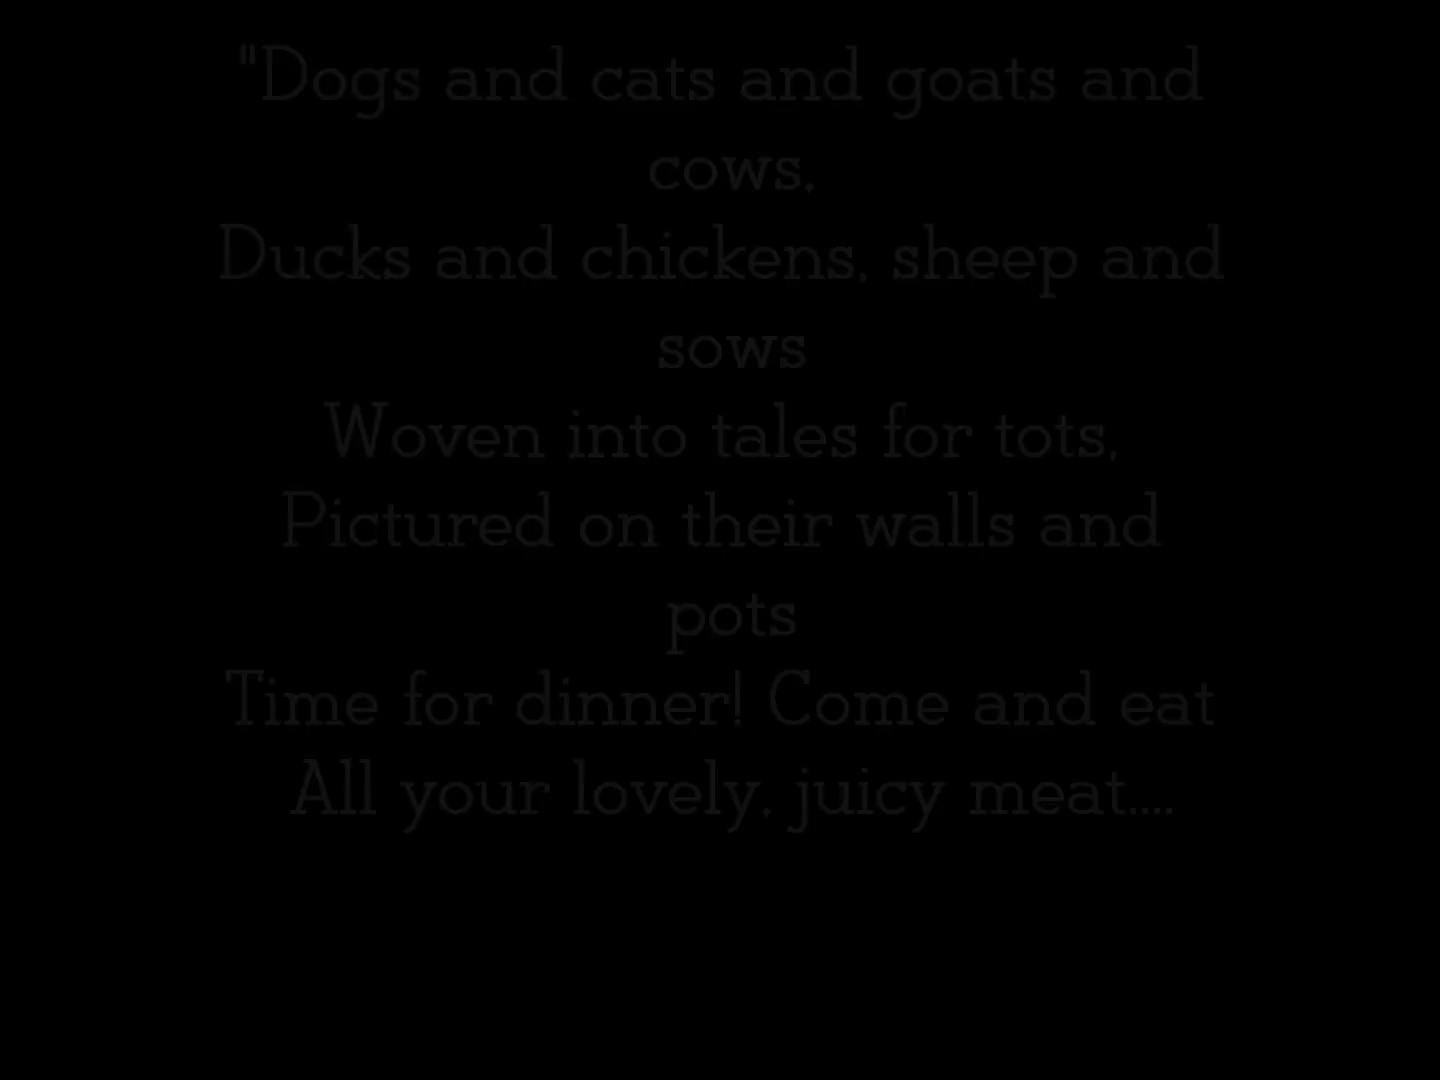 "Dogs and cats and goats and
cows,
Ducks and chickens, sheep and
sows
Woven into tales for tots,
Pictured on their walls and
pots
Time for dinner! Come and eat
All your lovely, juicy meat....